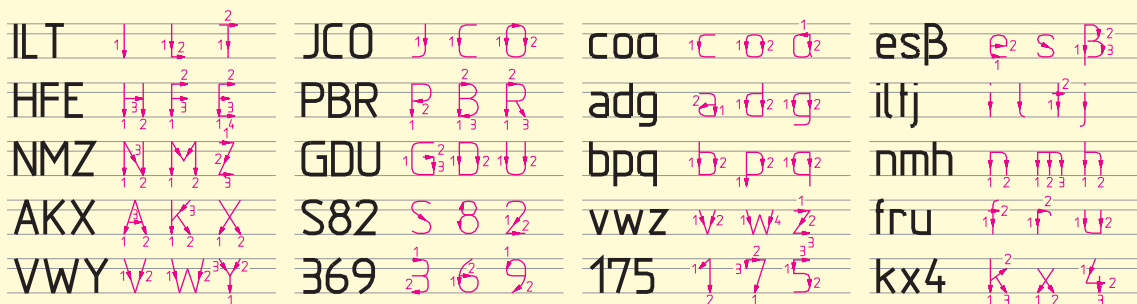 ILT
HFE
NMZ
AKX
VWY
JCO
PBR
GDU
S82
369
coa
adg
bpq
vwz
175
esβ
iltj
nmh
fru
kx4